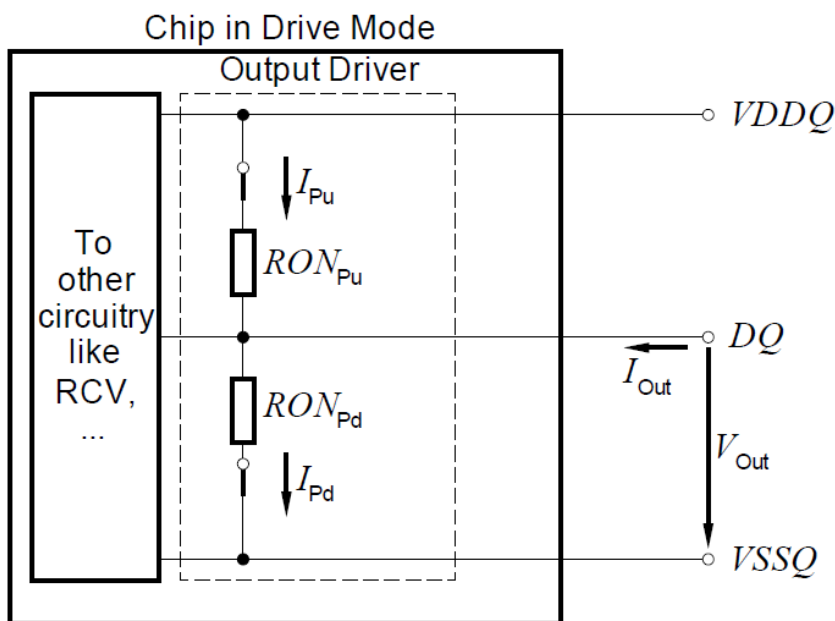 Chip in Drive Mode
Output Driver
VDDQ
IPu
To
other
circuitry
like
RCV,
...
RONPu
DQ
IOut
RONPd
VOut
IPd
VSSQ